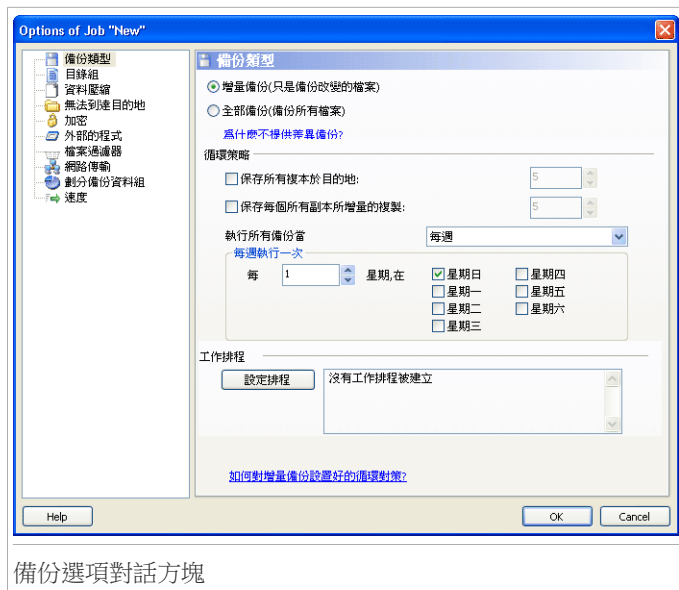 Options of Job "New"
備份類型
目錄組
資料壓縮
無法到達目的地
加密
外部的程式
檔案過濾器
網路傳輸
劃分備份資料組
速度
備份類型
增量備份(只是備份改變的檔案)
全部備份(備份所有檔案)
爲什麼不提供差異備份?
循環策略
保存所有複本於目的地:
5
保存每個所有副本所增量的複製:
5
執行所有備份當
每週
每週執行一次
每 1 星期,在
星期日 星期四
星期一 星期五
星期二 星期六
星期三
工作排程
設定排程
沒有工作排程被建立
如何對增量備份設置好的循環對策?
Help
OK
Cancel
備份選項對話方塊